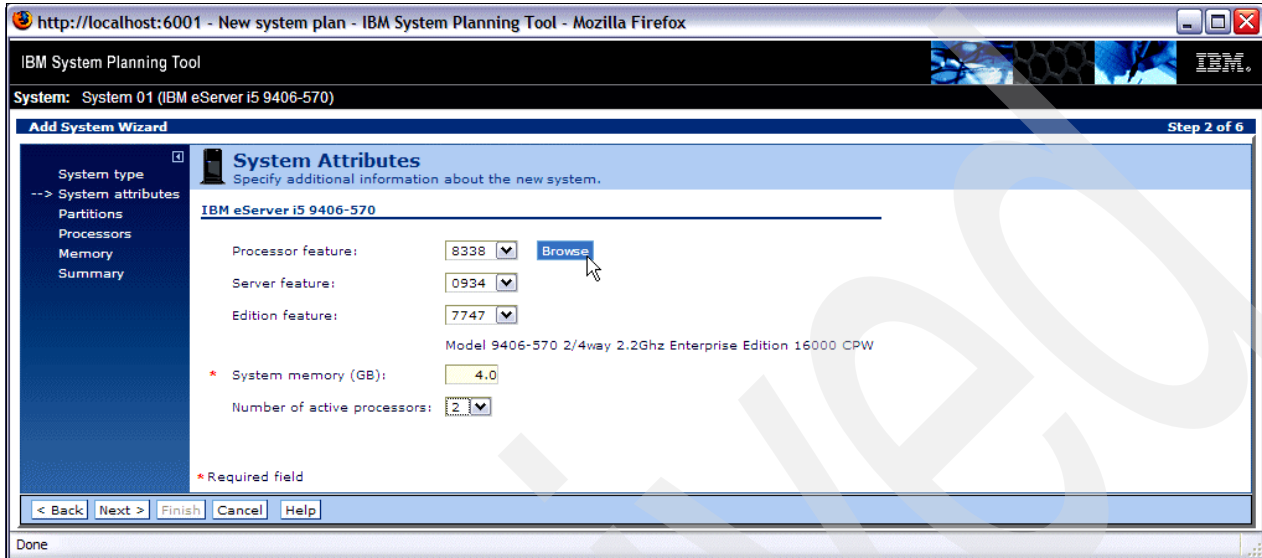 http://localhost:6001 - New system plan - IBM System Planning Tool - Mozilla Firefox
IBM System Planning Tool
IBM.
System: System 01 (IBM eServer i5 9406-570)
Add System Wizard Step 2 of 6
System type
--> System attributes
Partitions
Processors
Memory
Summary
System Attributes
Specify additional information about the new system.
IBM eServer i5 9406-570
Processor feature: 8338 Browse
Server feature: 0934
Edition feature: 7747
Model 9406-570 2/4way 2.2Ghz Enterprise Edition 16000 CPW
* System memory (GB): 4.0
Number of active processors: 2
* Required field
< Back Next > Finish Cancel Help
Done